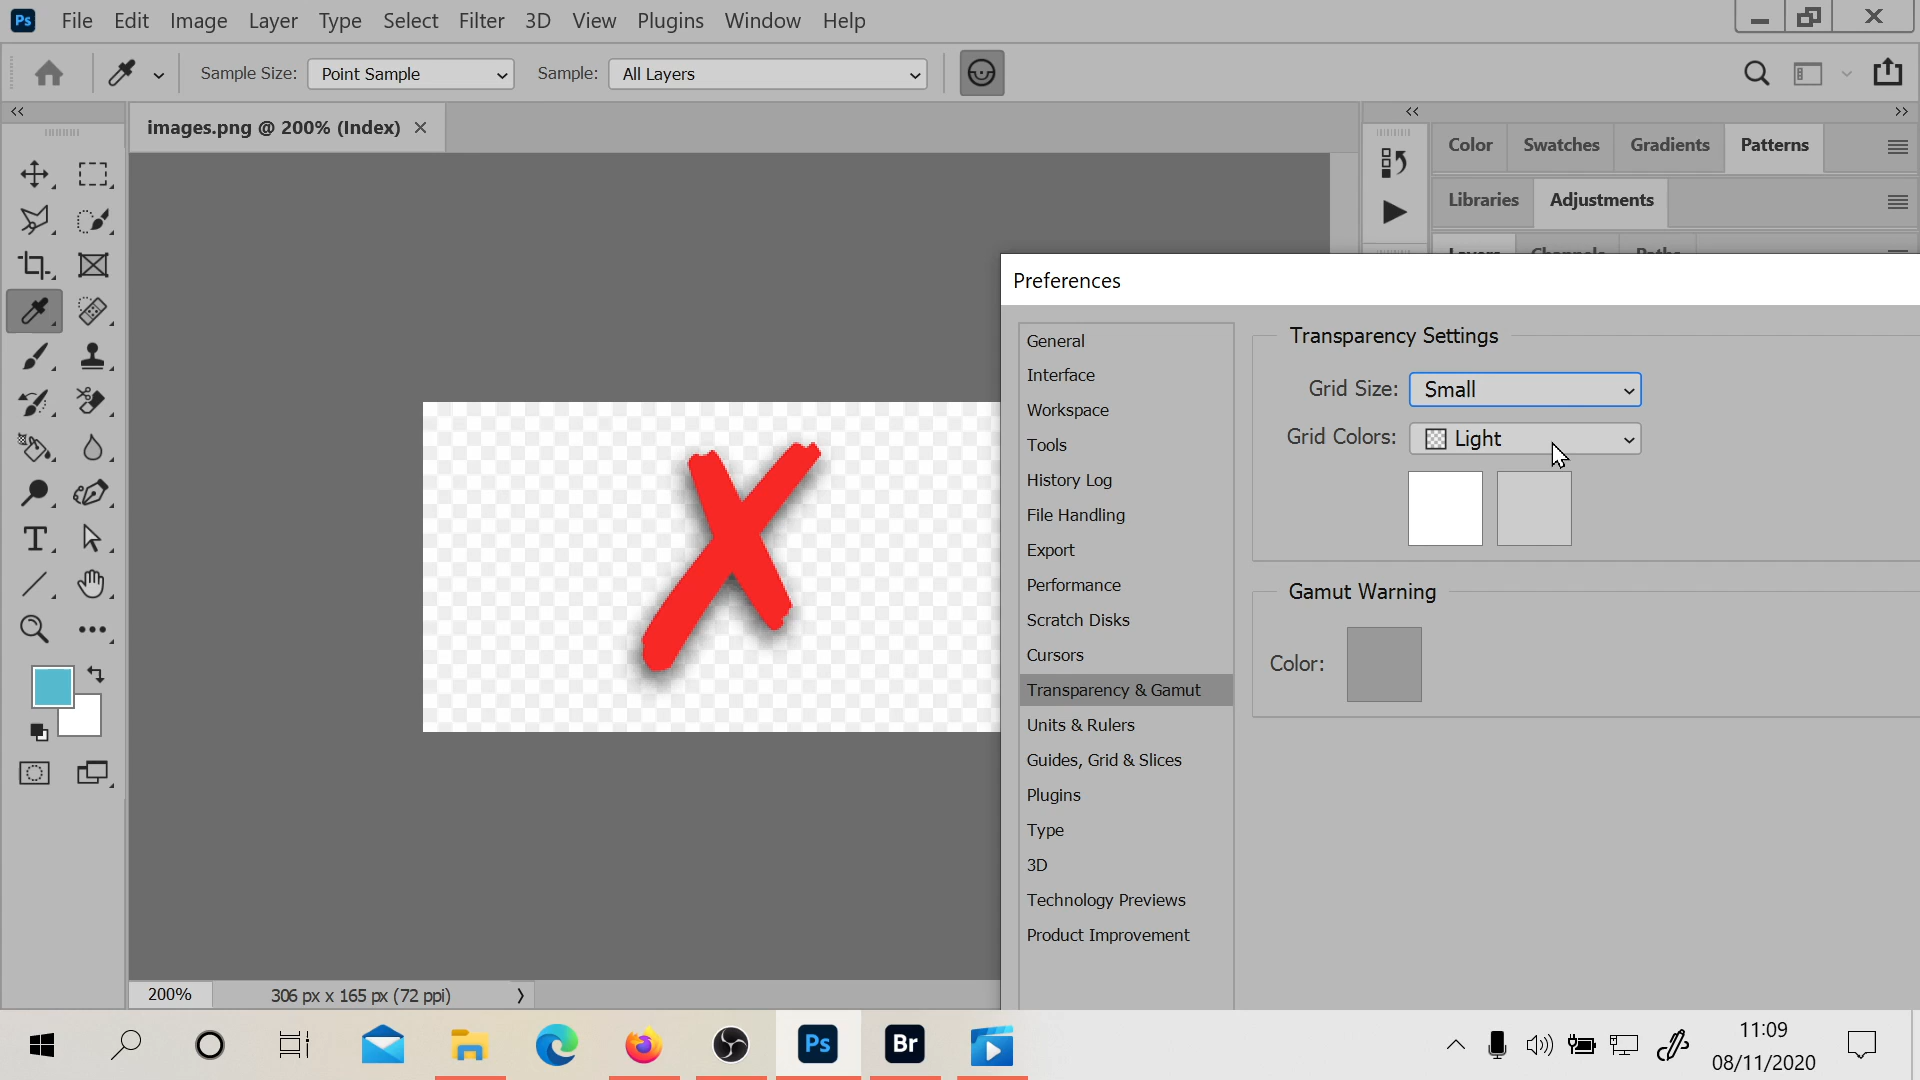 Ps File Edit Image Layer Type Select Filter 3D View Plugins Window Help
Sample Size: Point Sample Sample: All Layers
images.png @ 200% (Index)
Color Swatches Gradients Patterns
Libraries Adjustments
Layers Channels Paths
Preferences
General
Interface
Workspace
Tools
History Log
File Handling
Export
Performance
Scratch Disks
Cursors
Transparency & Gamut
Units & Rulers
Guides, Grid & Slices
Plugins
Type
3D
Technology Previews
Product Improvement
Transparency Settings
Grid Size: Small
Grid Colors: Light
Gamut Warning
Color:
200% 306 px x 165 px (72 ppi)
Ps Br
11:09
08/11/2020